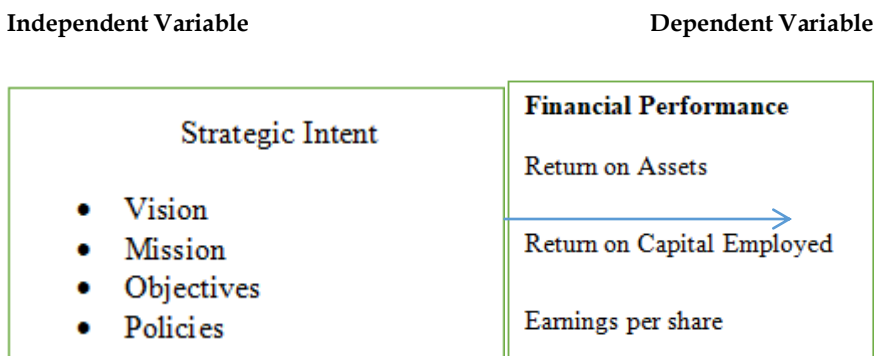 Independent Variable
Dependent Variable
Strategic Intent
• Vision
• Mission
• Objectives
• Policies
Financial Performance
Return on Assets
Return on Capital Employed
Earnings per share